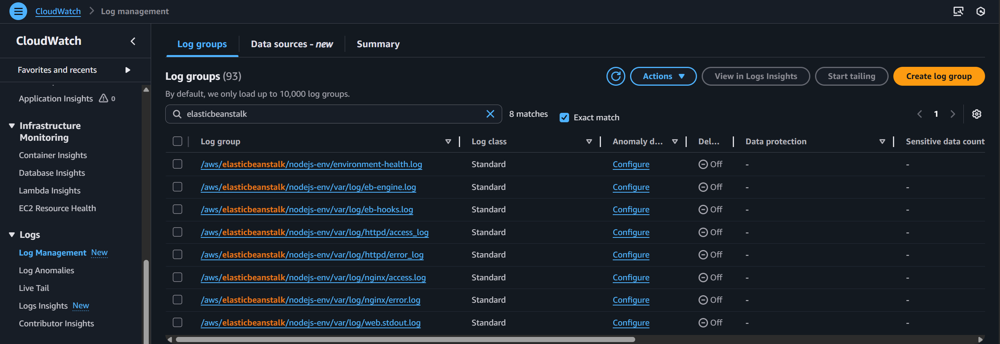 CloudWatch > Log management
CloudWatch
Favorites and recents
Application Insights 0
Infrastructure
Monitoring
Container Insights
Database Insights
Lambda Insights
EC2 Resource Health
Logs
Log Management New
Log Anomalies
Live Tail
Logs Insights New
Contributor Insights
Log groups Data sources - new Summary
Log groups (93)
Actions View in Logs Insights Start tailing Create log group
By default, we only load up to 10,000 log groups.
elasticbeanstalk 8 matches Exact match 1
Log group Log class Anomaly d... Del... Data protection Sensitive data count
/aws/elasticbeanstalk/nodejs-env/environment-health.log Standard Configure Off - -
/aws/elasticbeanstalk/nodejs-env/var/log/eb-engine.log Standard Configure Off - -
/aws/elasticbeanstalk/nodejs-env/var/log/eb-hooks.log Standard Configure Off - -
/aws/elasticbeanstalk/nodejs-env/var/log/httpd/access_log Standard Configure Off - -
/aws/elasticbeanstalk/nodejs-env/var/log/httpd/error_log Standard Configure Off - -
/aws/elasticbeanstalk/nodejs-env/var/log/nginx/access.log Standard Configure Off - -
/aws/elasticbeanstalk/nodejs-env/var/log/nginx/error.log Standard Configure Off - -
/aws/elasticbeanstalk/nodejs-env/var/log/web.stdout.log Standard Configure Off - -